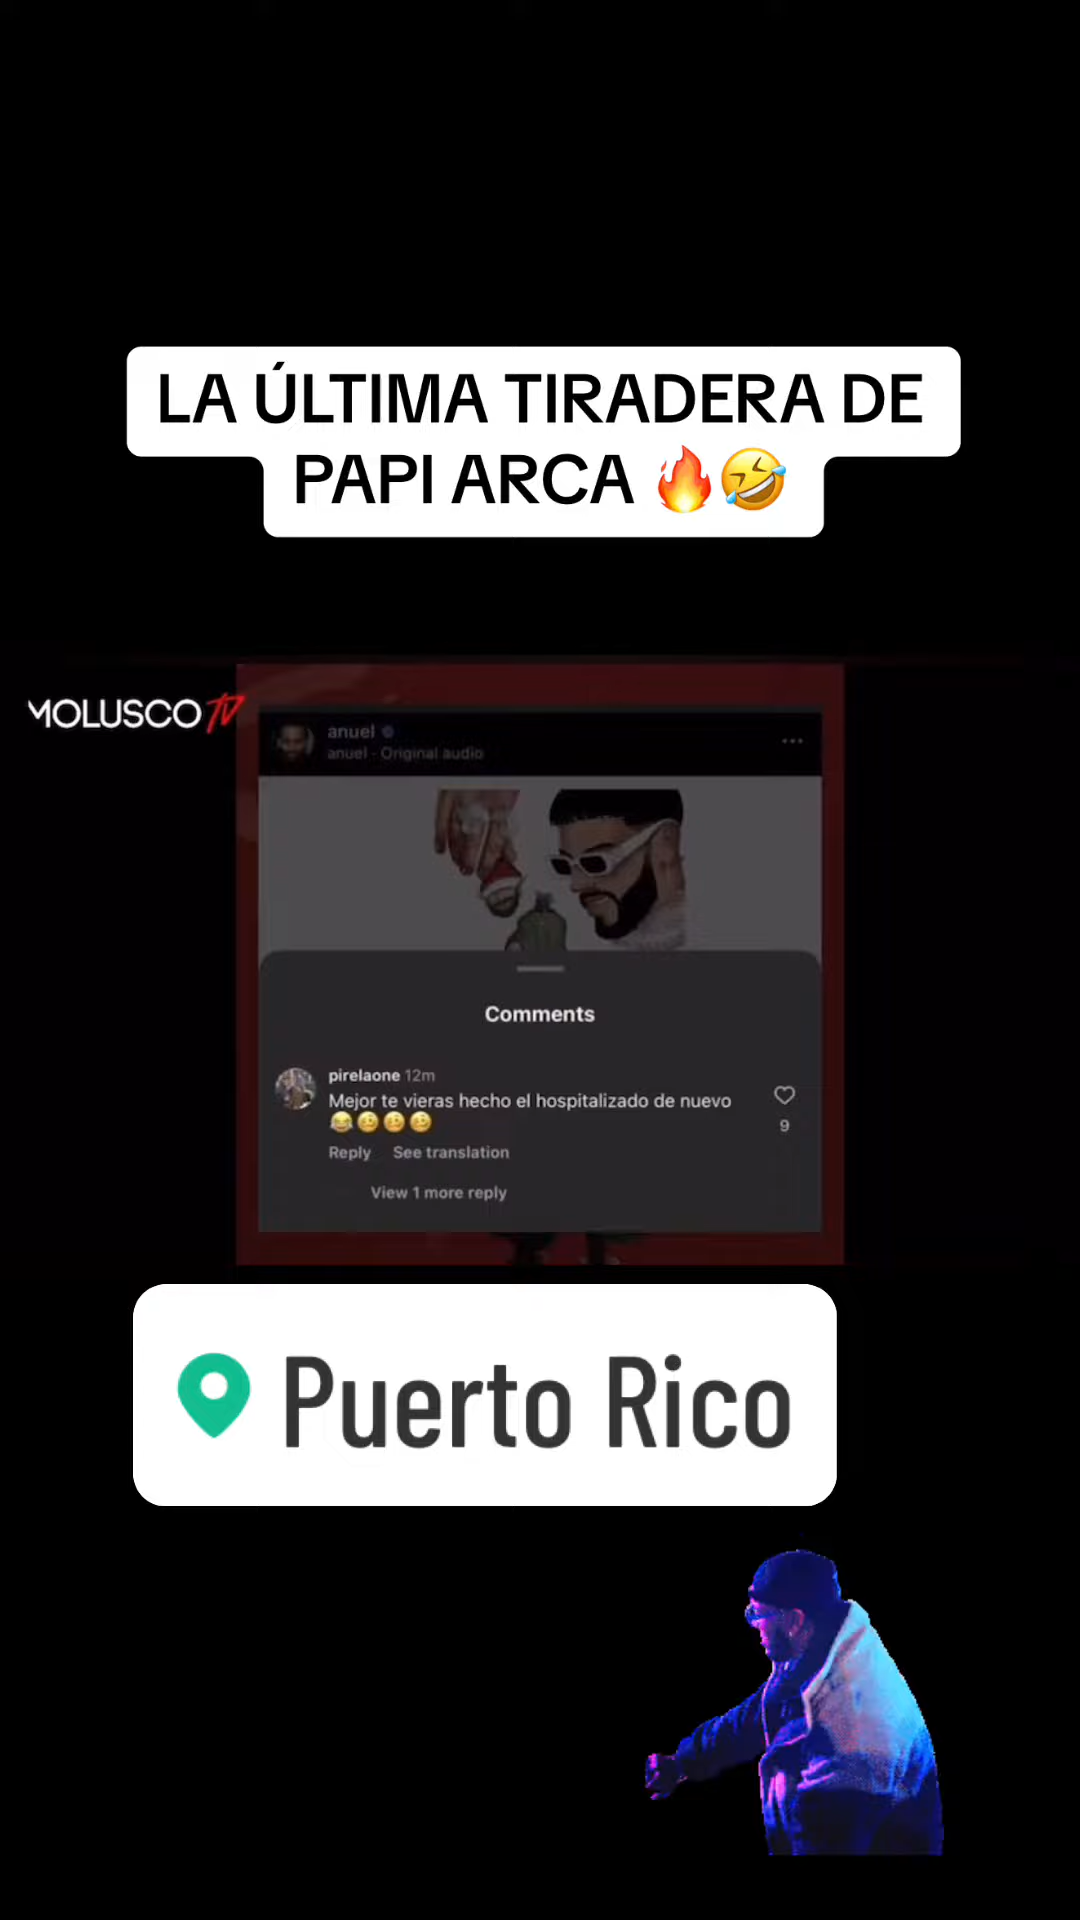 LA ÚLTIMA TIRADERA DE
PAPI ARCA 🔥🤣
MOLUSCO TV
anuel
anuel · Original audio
Comments
pirelaone 12m
Mejor te vieras hecho el hospitalizado de nuevo
😂🥴🥴🥴
9
Reply See translation
View 1 more reply
Puerto Rico